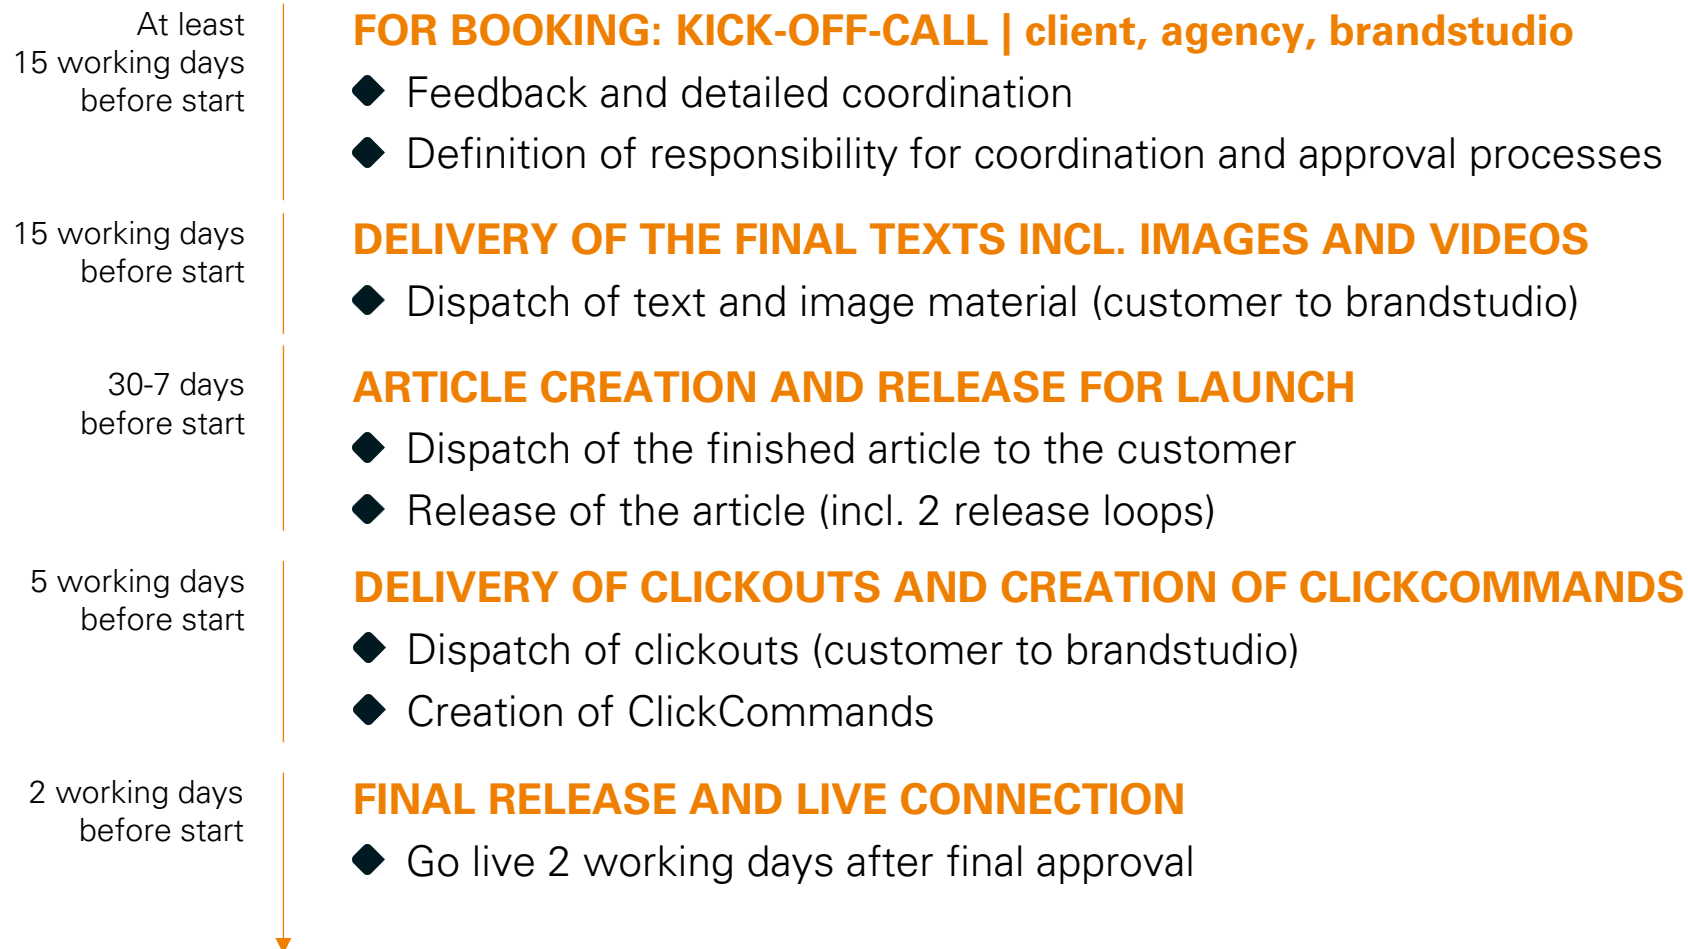 At least
15 working days
before start
FOR BOOKING: KICK-OFF-CALL | client, agency, brandstudio
Feedback and detailed coordination
Definition of responsibility for coordination and approval processes
15 working days
before start
DELIVERY OF THE FINAL TEXTS INCL. IMAGES AND VIDEOS
Dispatch of text and image material (customer to brandstudio)
30-7 days
before start
ARTICLE CREATION AND RELEASE FOR LAUNCH
Dispatch of the finished article to the customer
Release of the article (incl. 2 release loops)
5 working days
before start
DELIVERY OF CLICKOUTS AND CREATION OF CLICKCOMMANDS
Dispatch of clickouts (customer to brandstudio)
Creation of ClickCommands
2 working days
before start
FINAL RELEASE AND LIVE CONNECTION
Go live 2 working days after final approval